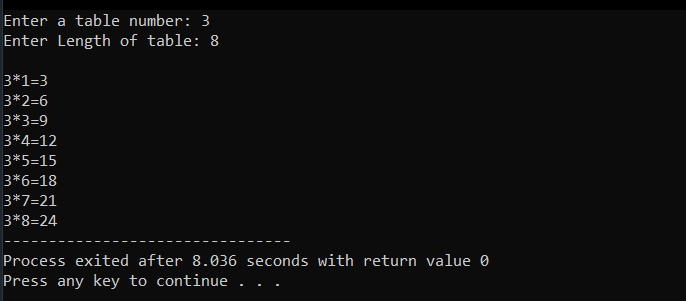 Enter a table number: 3
Enter Length of table: 8
3*1=3
3*2=6
3*3=9
3*4=12
3*5=15
3*6=18
3*7=21
3*8=24
--------------------------------
Process exited after 8.036 seconds with return value 0
Press any key to continue . . .